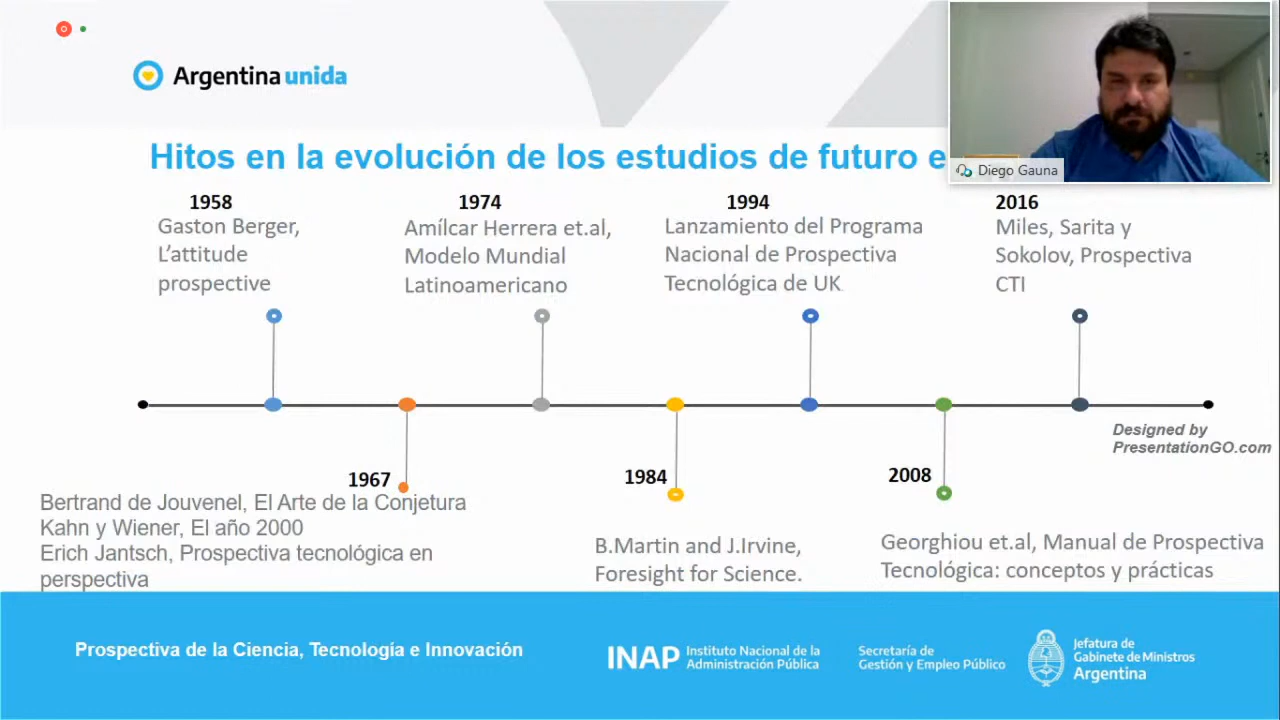 Argentina unida
Hitos en la evolución de los estudios de futuro e
Diego Gauna
1958
Gaston Berger,
L'attitude
prospective
1974
Amílcar Herrera et.al,
Modelo Mundial
Latinoamericano
1994
Lanzamiento del Programa
Nacional de Prospectiva
Tecnológica de UK
2016
Miles, Sarita y
Sokolov, Prospectiva
CTI
Designed by
PresentationGO.com
1967
Bertrand de Jouvenel, El Arte de la Conjetura
Kahn y Wiener, El año 2000
Erich Jantsch, Prospectiva tecnológica en
perspectiva
1984
B.Martin and J.Irvine,
Foresight for Science.
2008
Georghiou et.al, Manual de Prospectiva
Tecnológica: conceptos y prácticas
Prospectiva de la Ciencia, Tecnología e Innovación
INAP Instituto Nacional de la
Administración Pública
Secretaría de
Gestión y Empleo Público
Jefatura de
Gabinete de Ministros
Argentina